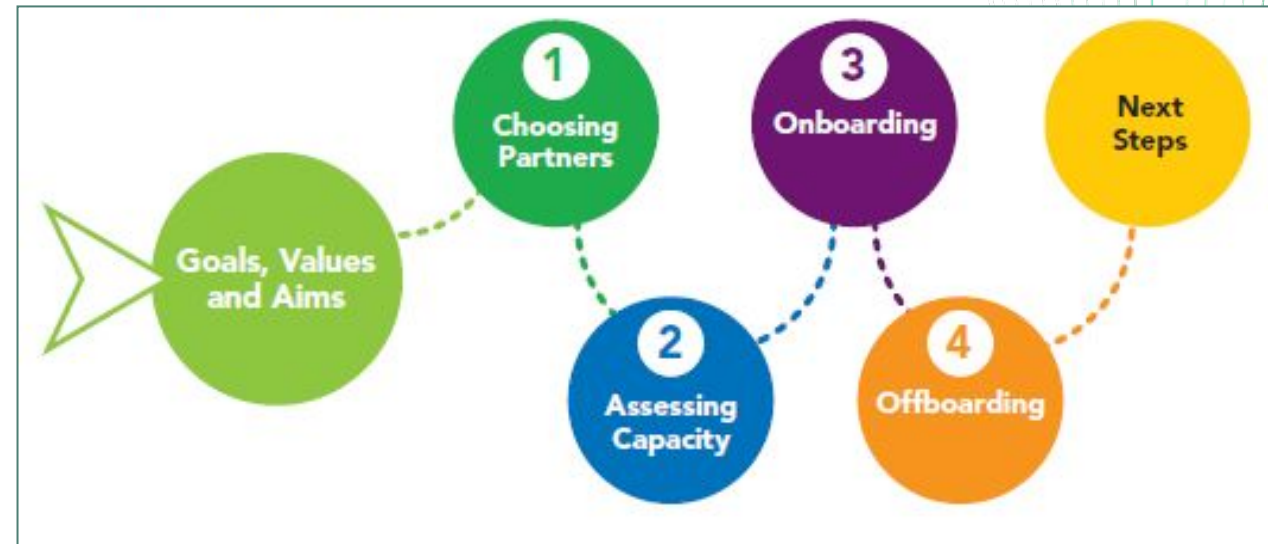 Goals, Values
and Aims
1
Choosing
Partners
2
Assessing
Capacity
3
Onboarding
4
Offboarding
Next
Steps